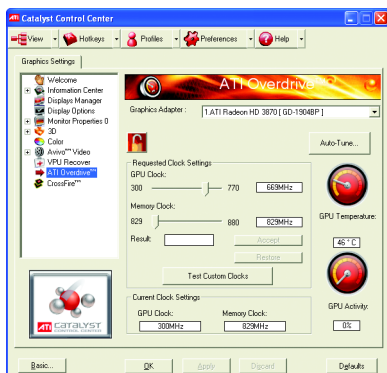 ATI Catalyst Control Center
View Hotkeys Profiles Preferences Help
Graphics Settings
Welcome
Information Center
Displays Manager
Display Options
Monitor Properties 0
3D
Color
Avivo™ Video
VPU Recover
ATI Overdrive™
CrossFire™
ATI CATALYST
ATI Overdrive
Graphics Adapter :
1.ATI Radeon HD 3870 [ GD-1904BP ]
Auto-Tune...
Requested Clock Settings
GPU Clock:
300 770 669MHz
Memory Clock:
829 880 829MHz
Result:
Accept
Restore
Test Custom Clocks
Current Clock Settings
GPU Clock: Memory Clock:
300MHz 829MHz
GPU Temperature:
46 ° C
GPU Activity:
0%
Basic... OK Apply Discard Defaults